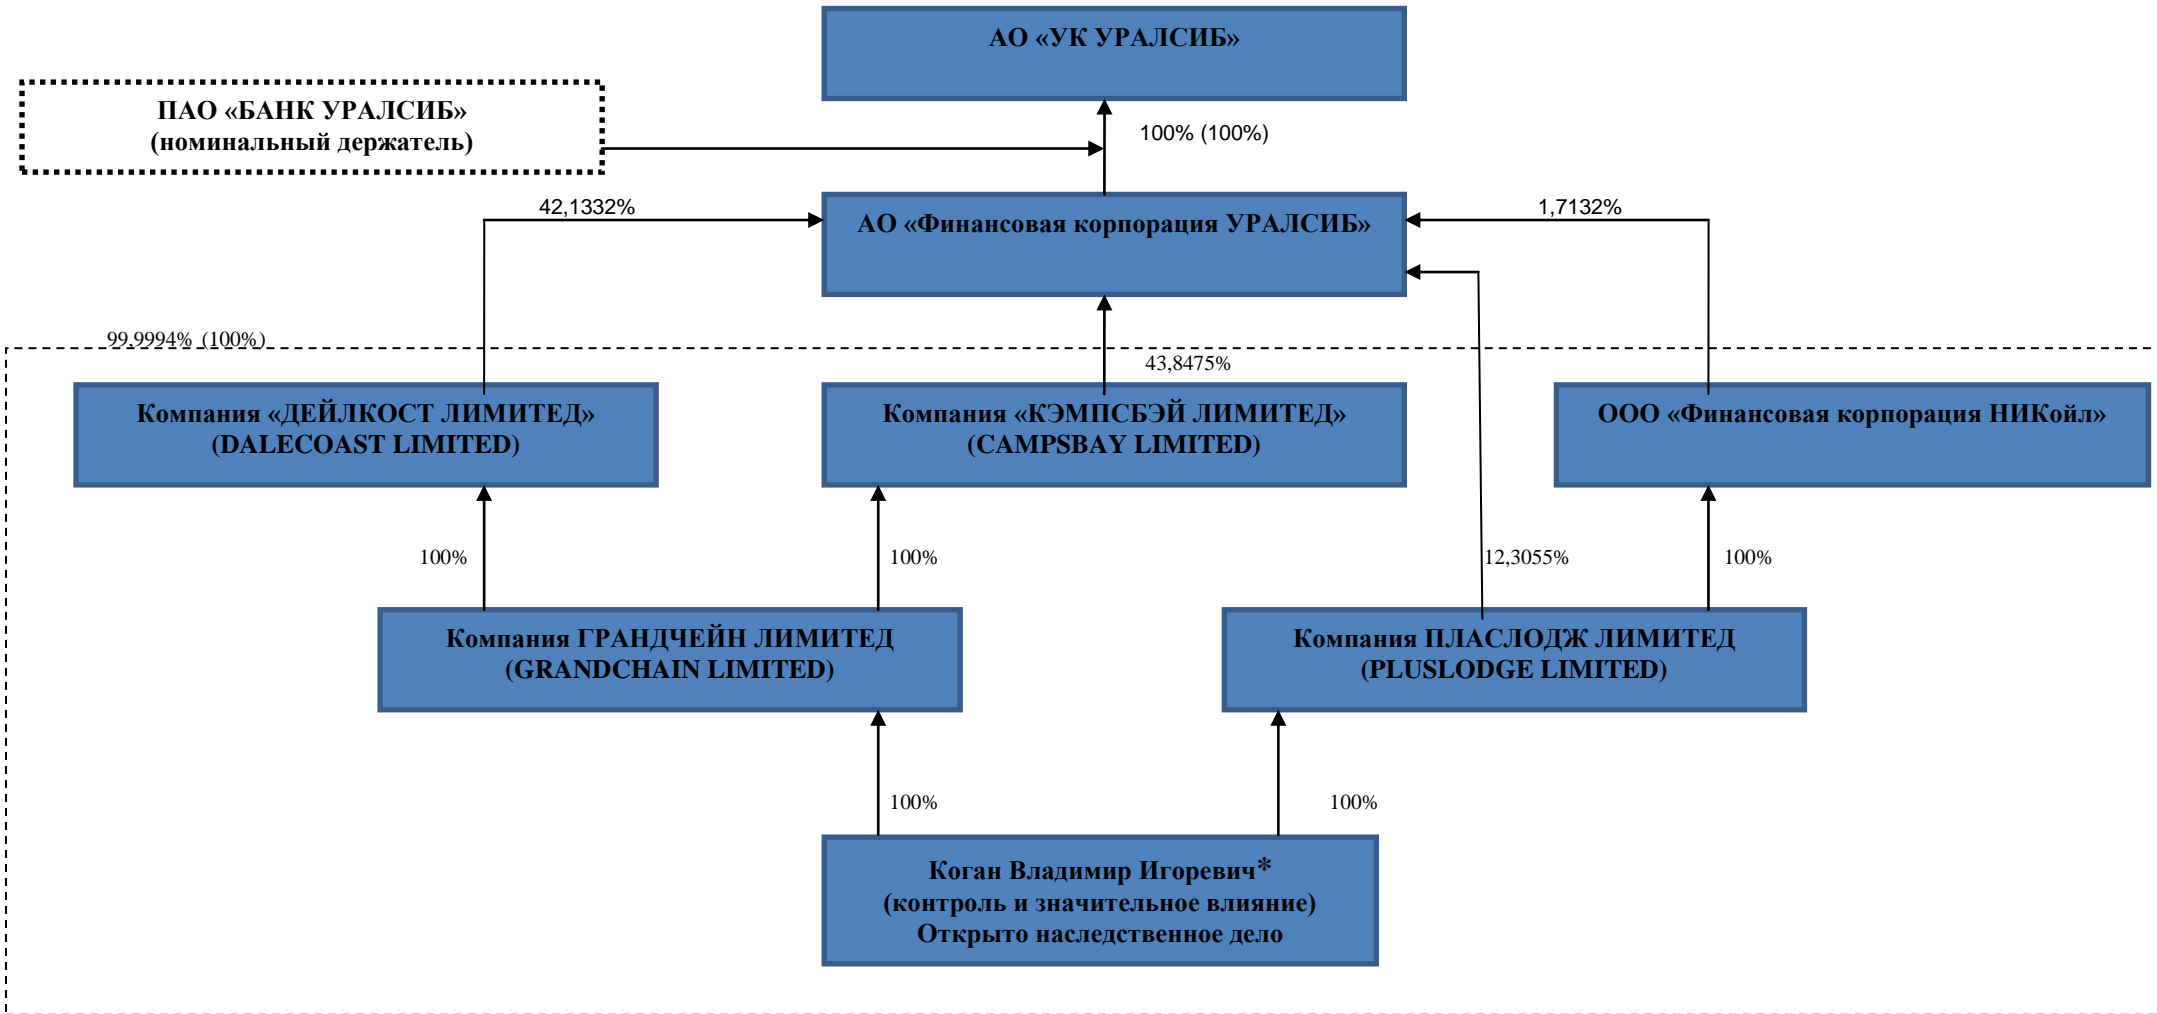 АО «УК УРАЛСИБ»
ПАО «БАНК УРАЛСИБ»
(номинальный держатель)
100% (100%)
42,1332%
АО «Финансовая корпорация УРАЛСИБ»
1,7132%
99,9994% (100%)
43,8475%
Компания «ДЕЙЛКОСТ ЛИМИТЕД»
(DALECOAST LIMITED)
Компания «КЭМПСБЭЙ ЛИМИТЕД»
(CAMPSBAY LIMITED)
ООО «Финансовая корпорация НИКойл»
100%
100%
12,3055%
100%
Компания ГРАНДЧЕЙН ЛИМИТЕД
(GRANDCHAIN LIMITED)
Компания ПЛАСЛОДЖ ЛИМИТЕД
(PLUSLODGE LIMITED)
100%
100%
Коган Владимир Игоревич*
(контроль и значительное влияние)
Открыто наследственное дело